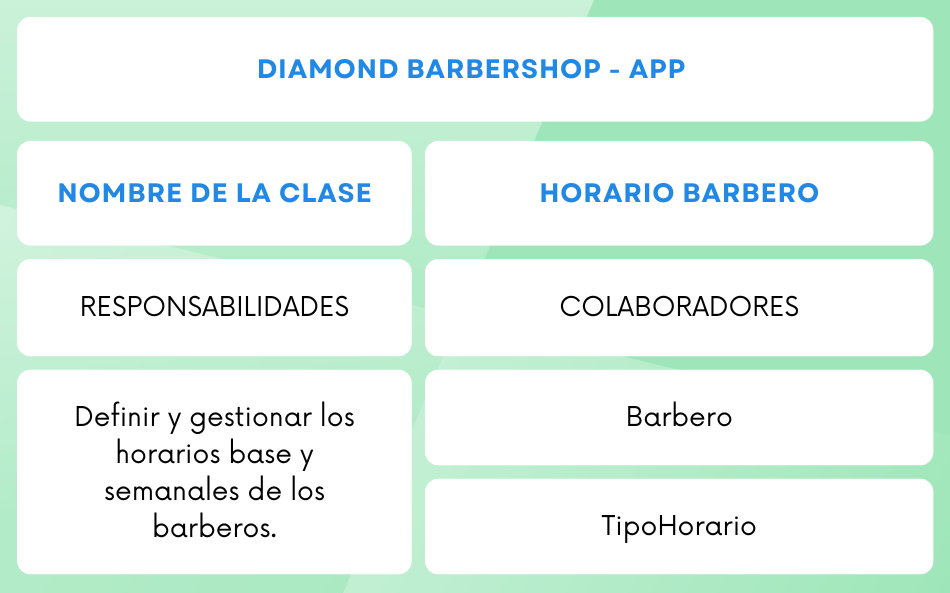 DIAMOND BARBERSHOP - APP
NOMBRE DE LA CLASE
HORARIO BARBERO
RESPONSABILIDADES
COLABORADORES
Definir y gestionar los
horarios base y
semanales de los
barberos.
Barbero
TipoHorario